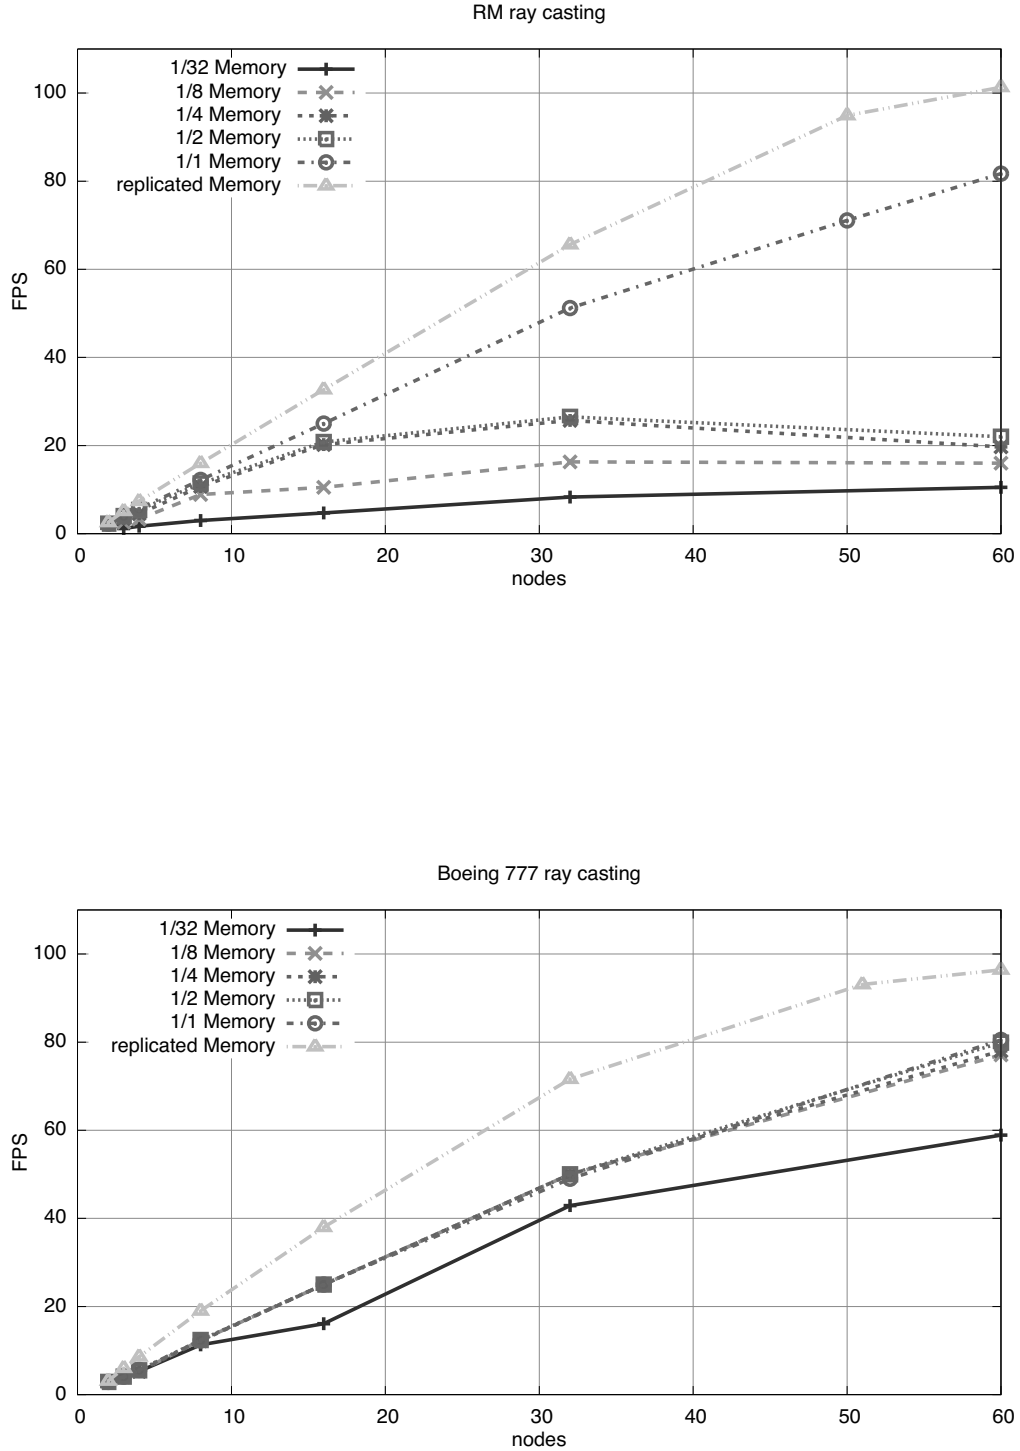 RM ray casting
1/32 Memory
1/8 Memory
1/4 Memory
1/2 Memory
1/1 Memory
replicated Memory
100
80
60
40
20
0
FPS
0 10 20 30 40 50 60
nodes
Boeing 777 ray casting
1/32 Memory
1/8 Memory
1/4 Memory
1/2 Memory
1/1 Memory
replicated Memory
100
80
60
40
20
0
FPS
0 10 20 30 40 50 60
nodes